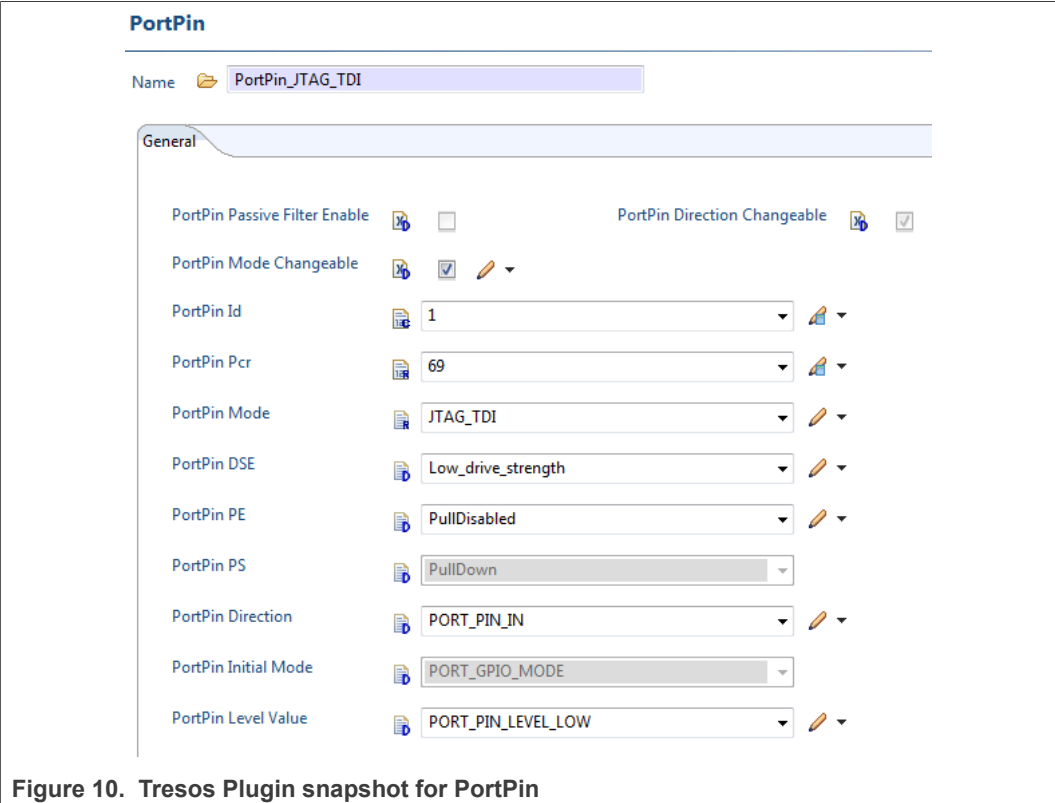 PortPin
Name PortPin_JTAG_TDI
General
PortPin Passive Filter Enable PortPin Direction Changeable
PortPin Mode Changeable
PortPin Id 1
PortPin Pcr 69
PortPin Mode JTAG_TDI
PortPin DSE Low_drive_strength
PortPin PE PullDisabled
PortPin PS PullDown
PortPin Direction PORT_PIN_IN
PortPin Initial Mode PORT_GPIO_MODE
PortPin Level Value PORT_PIN_LEVEL_LOW
Figure 10. Tresos Plugin snapshot for PortPin